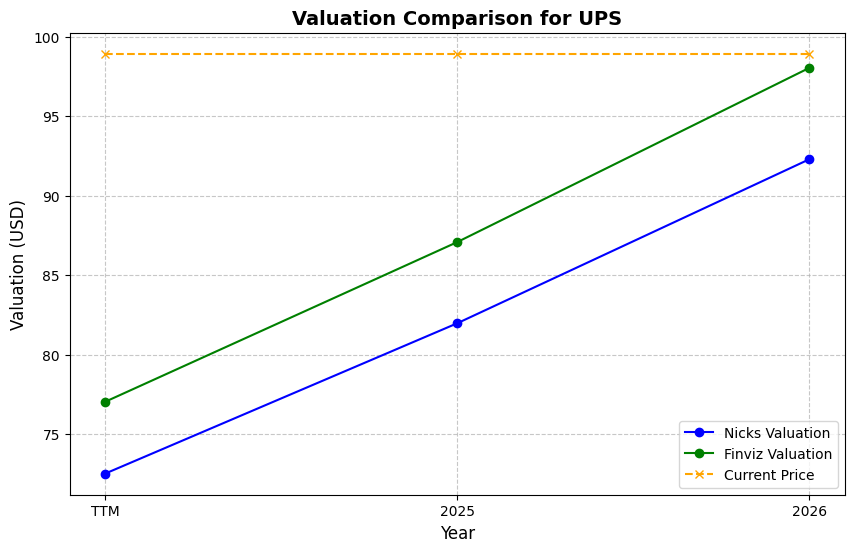 Valuation Comparison for UPS
Valuation (USD)
100
95
90
85
80
75
TTM
2025
2026
Year
Nicks Valuation
Finviz Valuation
Current Price